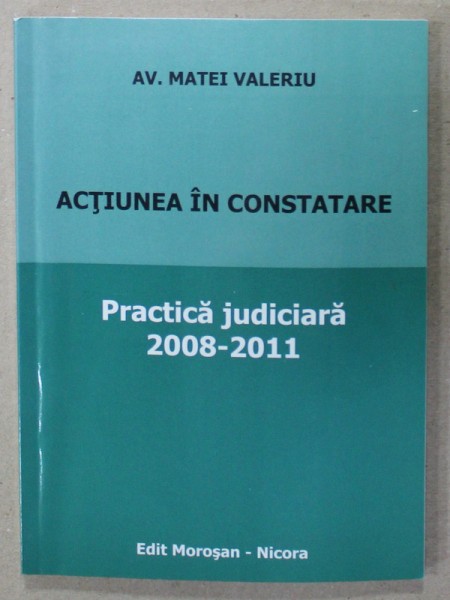 AV. MATEI VALERIU
ACŢIUNEA ÎN CONSTATARE
Practică judiciară
2008-2011
Edit Moroşan - Nicora